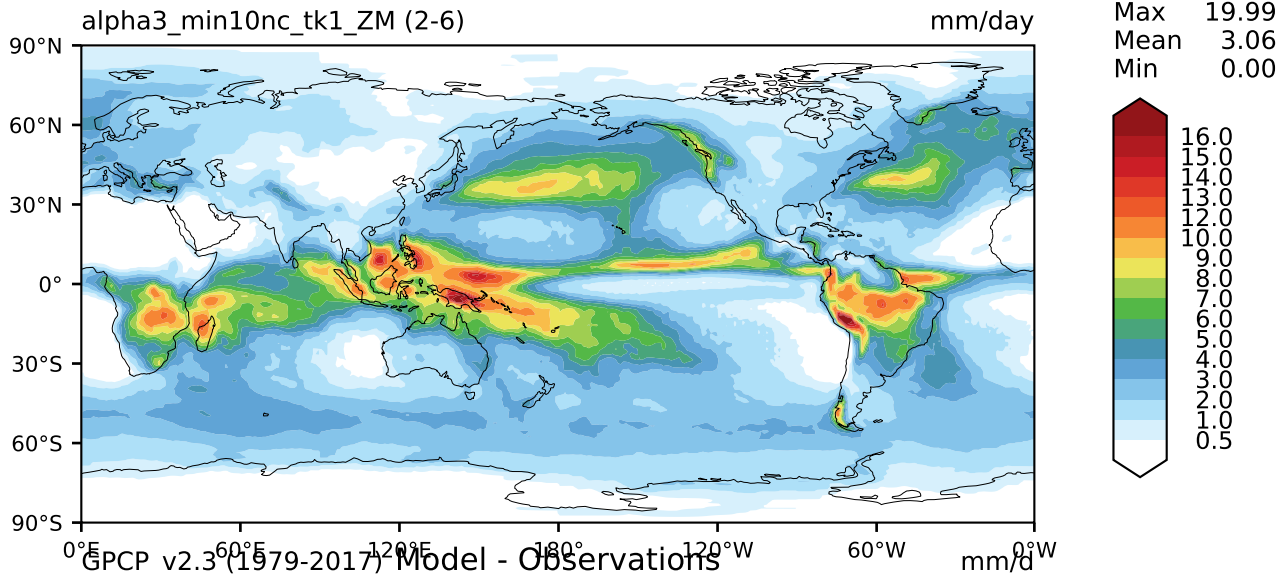 alpha3_min10nc_tk1_ZM (2-6) mm/day
Max 19.99
Mean 3.06
Min 0.00
90°N
60°N
30°N
0°
30°S
60°S
90°S
16.0
15.0
14.0
13.0
12.0
10.0
9.0
8.0
7.0
6.0
5.0
4.0
3.0
2.0
1.0
0.5
0°E 60°E 120°E 180° 120°W 60°W 0°W
GPCP v2.3 (1979-2017) Model - Observations mm/d